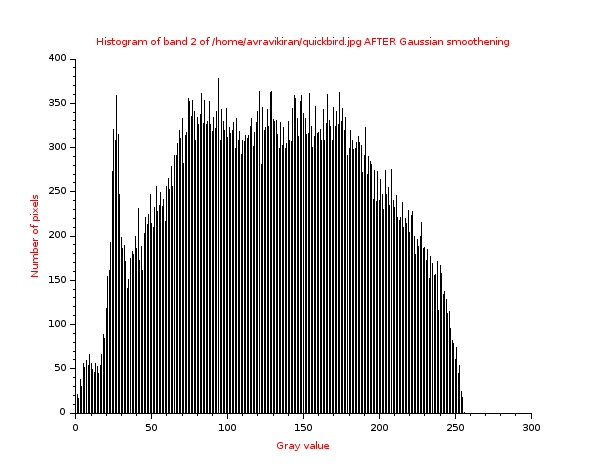 Histogram of band 2 of /home/avravikiran/quickbird.jpg AFTER Gaussian smoothening
400
350
300
250
200
150
100
50
0
Number of pixels
0 50 100 150 200 250 300
Gray value